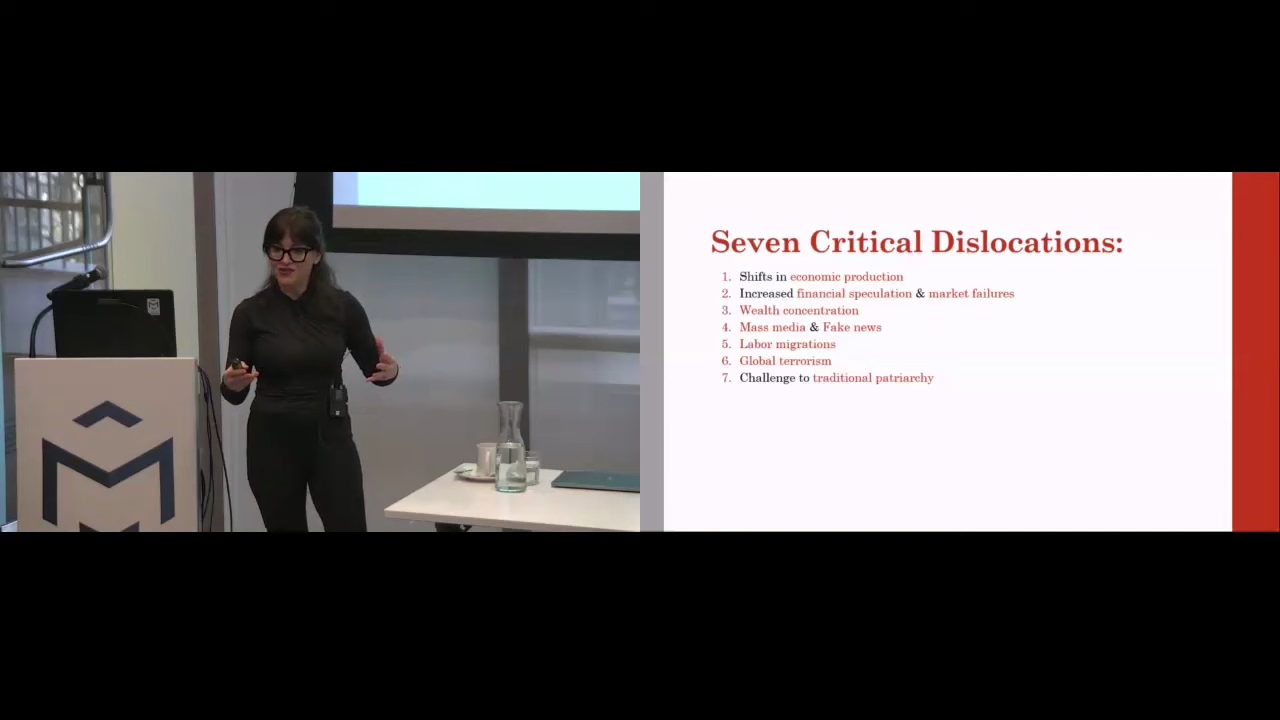 Seven Critical Dislocations:
1. Shifts in economic production
2. Increased financial speculation & market failures
3. Wealth concentration
4. Mass media & Fake news
5. Labor migrations
6. Global terrorism
7. Challenge to traditional patriarchy